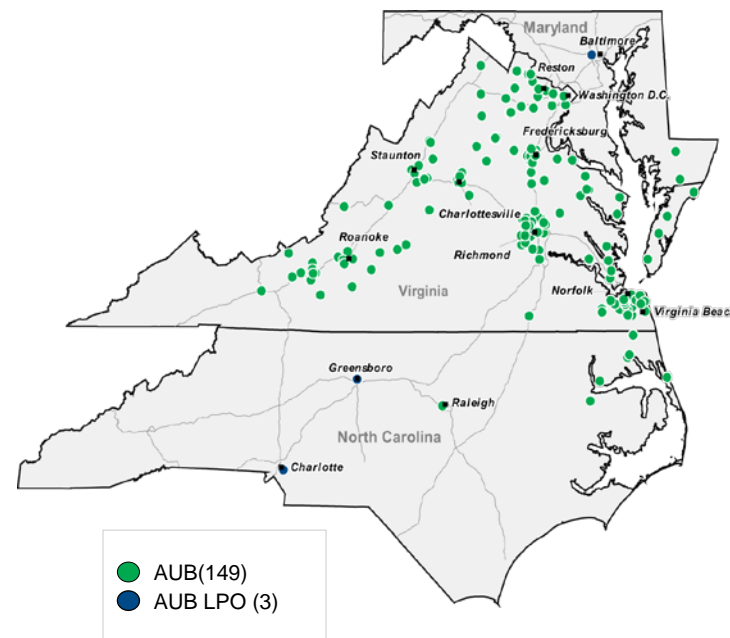 Maryland
Baltimore
Reston
Washington D.C.
Fredericksburg
Staunton
Charlottesville
Roanoke
Richmond
Virginia
Norfolk
Virginia Beach
Greensboro
Raleigh
North Carolina
Charlotte
AUB(149)
AUB LPO (3)